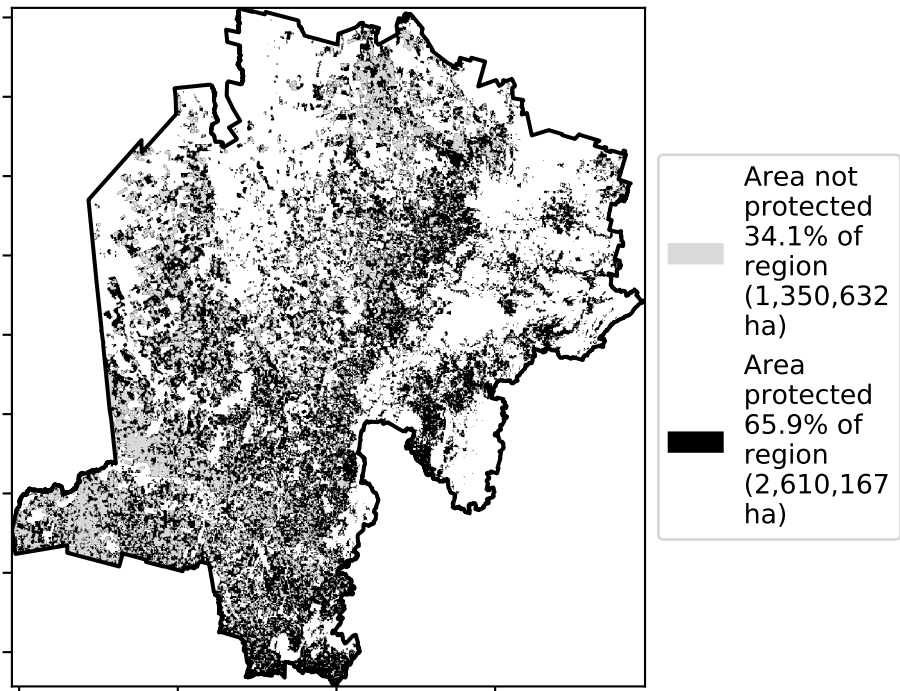 Area not
protected
34.1% of
region
(1,350,632
ha)
Area
protected
65.9% of
region
(2,610,167
ha)